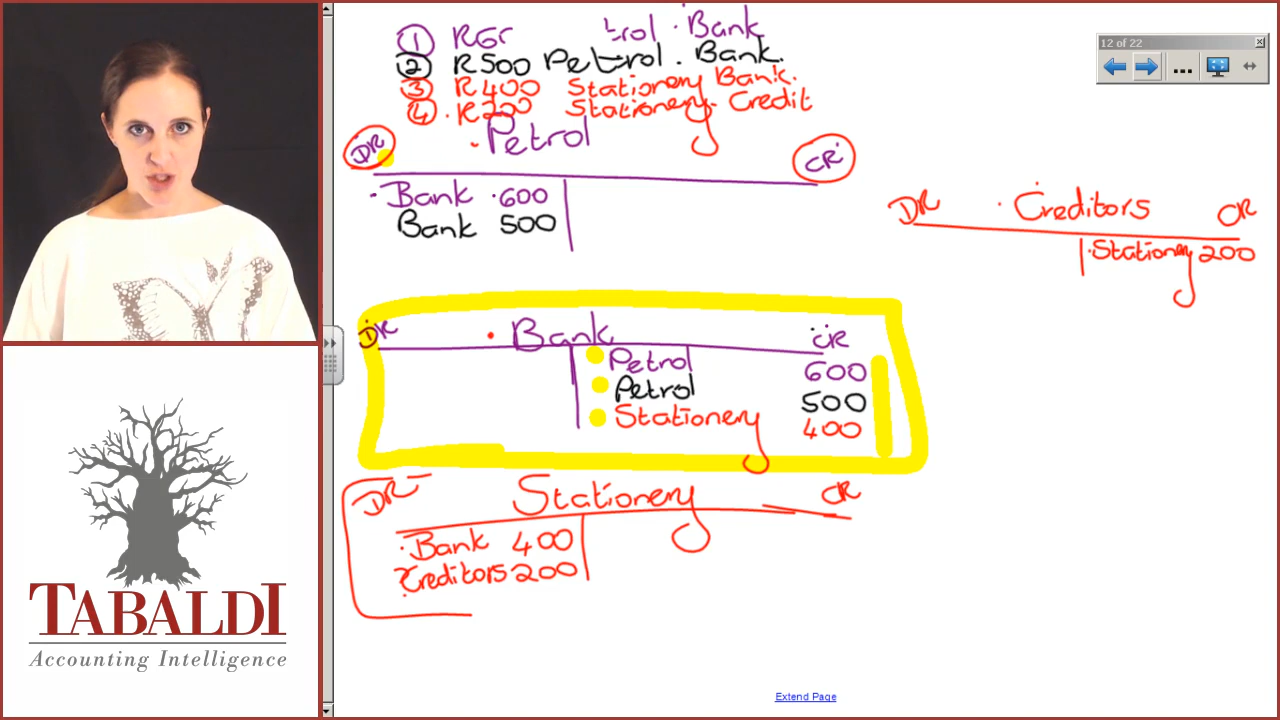 12 of 22
① R6 Bank
② R500 Petrol . Bank.
③ R400 Stationery Bank.
④ . R200 Stationery - Credit
DR . Petrol CR
. Bank . 600
Bank 500
DR . Creditors CR
. Stationery 200
DR . Bank CR
Petrol 600
Petrol 500
Stationery 400
DR Stationery CR
. Bank 400
Creditors 200
TABALDI
Accounting Intelligence
Extend Page